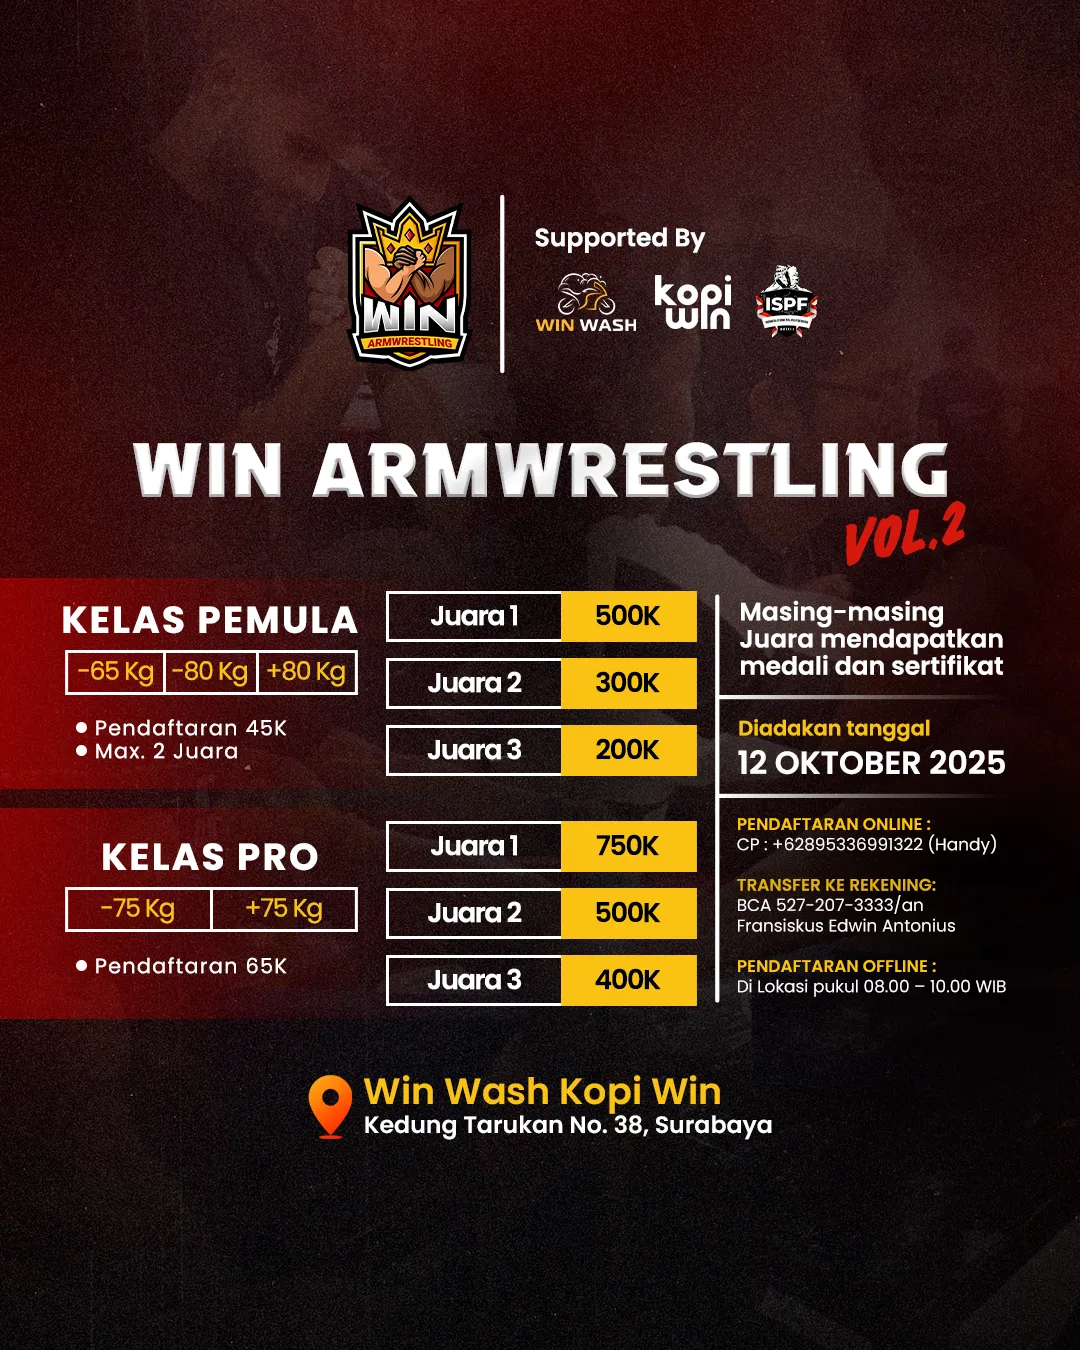 WIN
ARMWRESTLING
Supported By
WIN WASH
kopi
win
ISPF
WIN ARMWRESTLING
VOL.2
KELAS PEMULA
-65 Kg -80 Kg +80 Kg
Pendaftaran 45K
Max. 2 Juara
Juara 1 500K
Juara 2 300K
Juara 3 200K
KELAS PRO
-75 Kg +75 Kg
Pendaftaran 65K
Juara 1 750K
Juara 2 500K
Juara 3 400K
Masing-masing
Juara mendapatkan
medali dan sertifikat
Diadakan tanggal
12 OKTOBER 2025
PENDAFTARAN ONLINE :
CP : +62895336991322 (Handy)
TRANSFER KE REKENING:
BCA 527-207-3333/an
Fransiskus Edwin Antonius
PENDAFTARAN OFFLINE :
Di Lokasi pukul 08.00 – 10.00 WIB
Win Wash Kopi Win
Kedung Tarukan No. 38, Surabaya